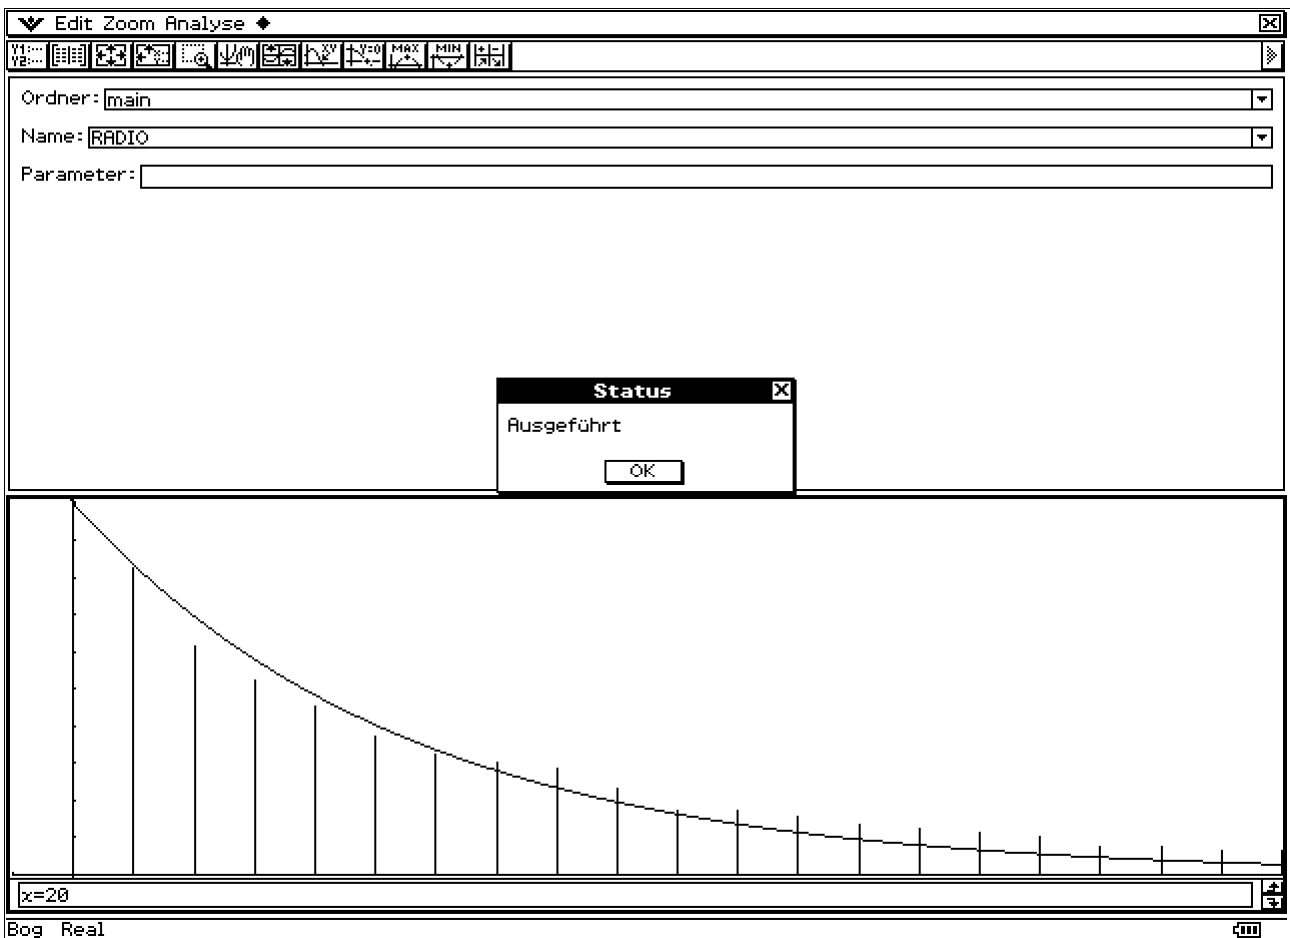 Edit Zoom Analyse
Ordner: main
Name: RADIO
Parameter:
Status
Ausgeführt
OK
x=20
Bog Real